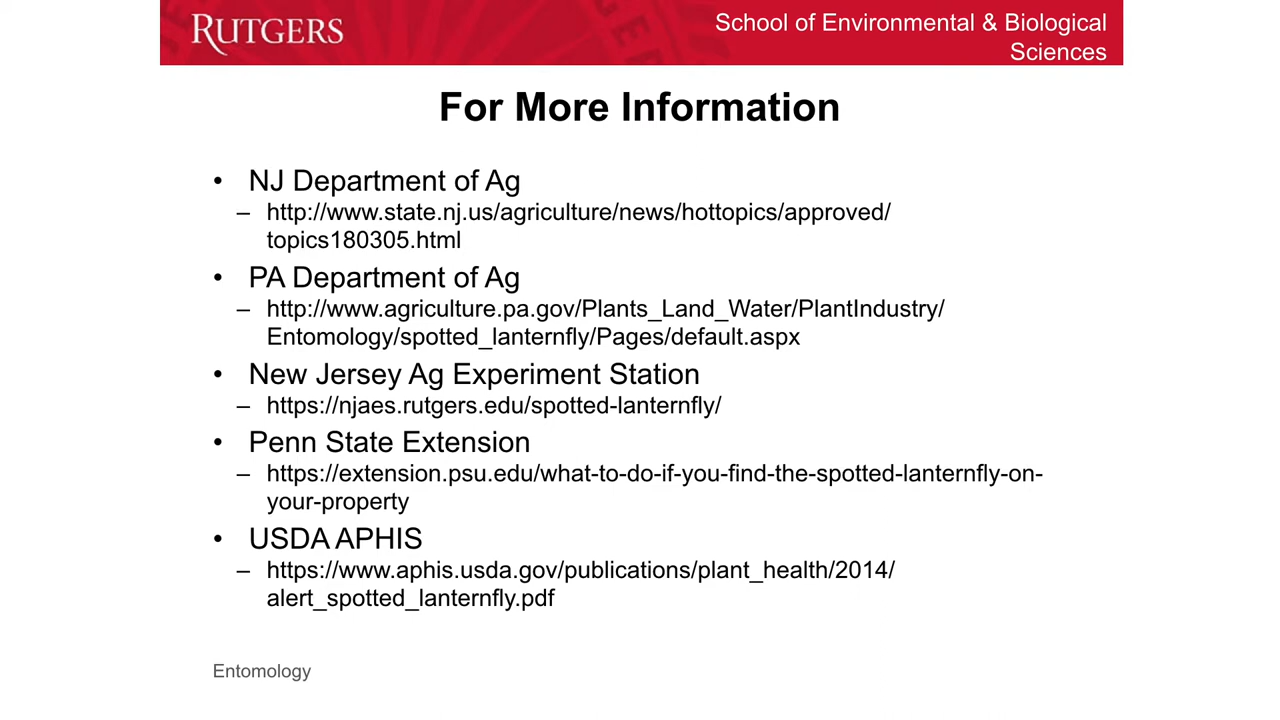 RUTGERS
School of Environmental & Biological
Sciences
For More Information
• NJ Department of Ag
– http://www.state.nj.us/agriculture/news/hottopics/approved/
topics180305.html
• PA Department of Ag
– http://www.agriculture.pa.gov/Plants_Land_Water/PlantIndustry/
Entomology/spotted_lanternfly/Pages/default.aspx
• New Jersey Ag Experiment Station
– https://njaes.rutgers.edu/spotted-lanternfly/
• Penn State Extension
– https://extension.psu.edu/what-to-do-if-you-find-the-spotted-lanternfly-on-
your-property
• USDA APHIS
– https://www.aphis.usda.gov/publications/plant_health/2014/
alert_spotted_lanternfly.pdf
Entomology